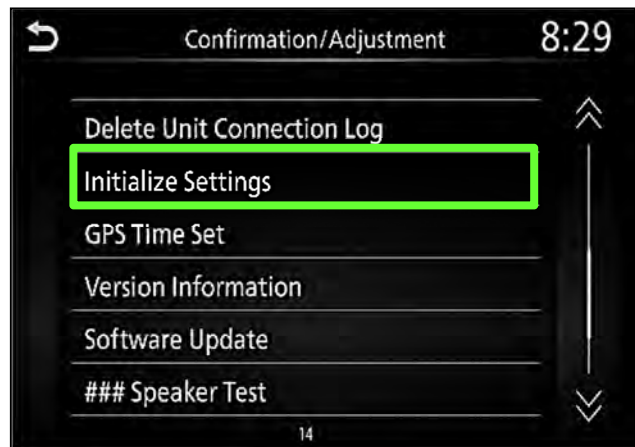 Confirmation/Adjustment 8:29
Delete Unit Connection Log
Initialize Settings
GPS Time Set
Version Information
Software Update
### Speaker Test
14